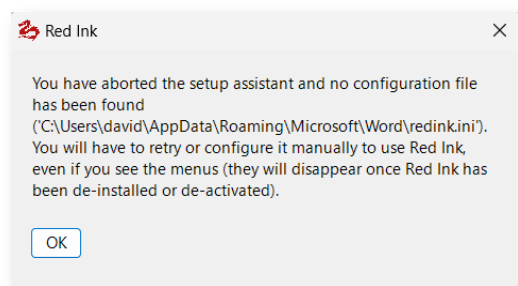 Red Ink
You have aborted the setup assistant and no configuration file
has been found
('C:\Users\david\AppData\Roaming\Microsoft\Word\redink.ini').
You will have to retry or configure it manually to use Red Ink,
even if you see the menus (they will disappear once Red Ink has
been de-installed or de-activated).
OK